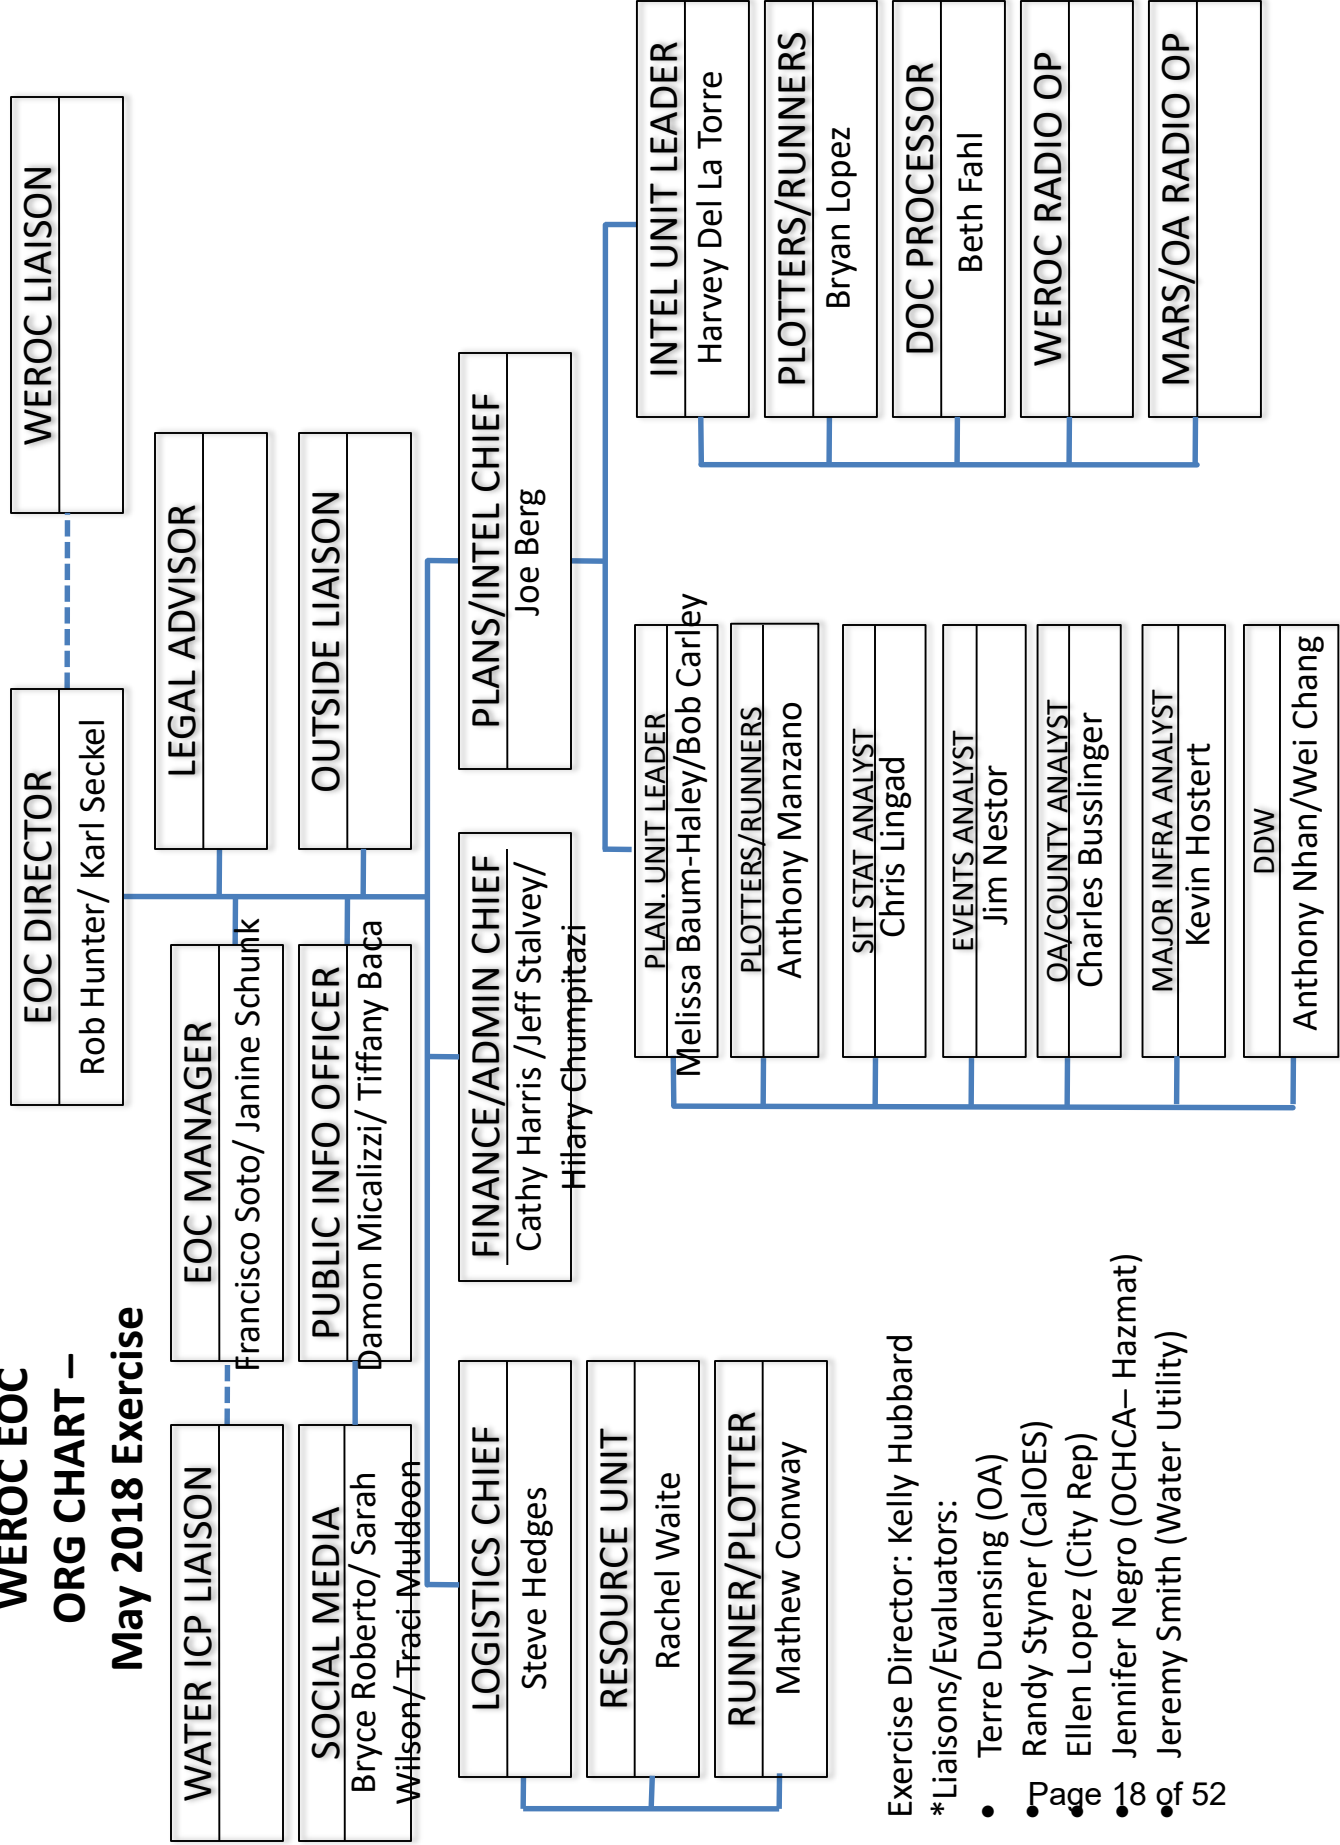 WEROC EOC
ORG CHART –
May 2018 Exercise
EOC DIRECTOR
Rob Hunter/ Karl Seckel
WEROC LIAISON
WATER ICP LIAISON
EOC MANAGER
Francisco Soto/ Janine Schunk
LEGAL ADVISOR
SOCIAL MEDIA
Bryce Roberto/ Sarah
Wilson/ Traci Muldoon
PUBLIC INFO OFFICER
Damon Micalizzi/ Tiffany Baca
OUTSIDE LIAISON
LOGISTICS CHIEF
Steve Hedges
RESOURCE UNIT
Rachel Waite
RUNNER/PLOTTER
Mathew Conway
FINANCE/ADMIN CHIEF
Cathy Harris /Jeff Stalvey/
Hilary Chumpitazi
PLANS/INTEL CHIEF
Joe Berg
PLAN. UNIT LEADER
Melissa Baum-Haley/Bob Carley
PLOTTERS/RUNNERS
Anthony Manzano
SIT STAT ANALYST
Chris Lingad
EVENTS ANALYST
Jim Nestor
OA/COUNTY ANALYST
Charles Busslinger
MAJOR INFRA ANALYST
Kevin Hostert
DDW
Anthony Nhan/Wei Chang
INTEL UNIT LEADER
Harvey Del La Torre
PLOTTERS/RUNNERS
Bryan Lopez
DOC PROCESSOR
Beth Fahl
WEROC RADIO OP
MARS/OA RADIO OP
Exercise Director: Kelly Hubbard
*Liaisons/Evaluators:
• Terre Duensing (OA)
• Randy Styner (CalOES)
• Ellen Lopez (City Rep)
• Jennifer Negro (OCHCA– Hazmat)
• Jeremy Smith (Water Utility)
Page 18 of 52